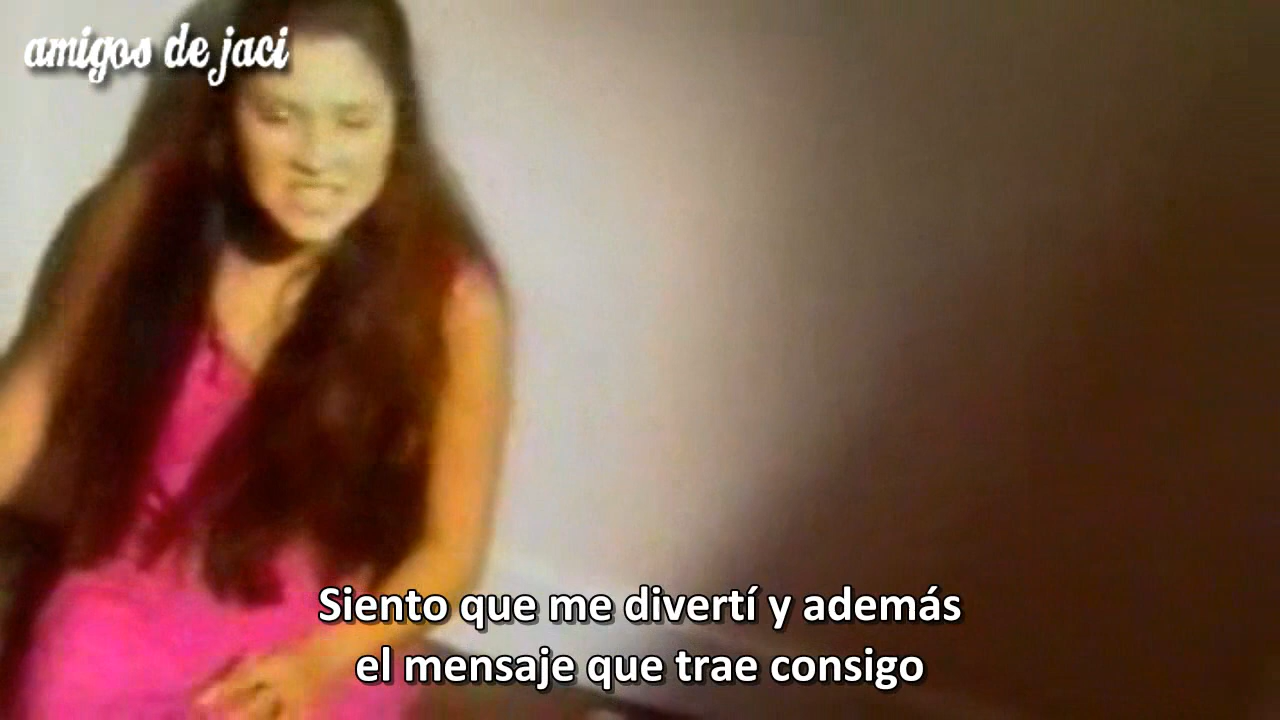 amigos de jaci
Siento que me divertí y además
el mensaje que trae consigo